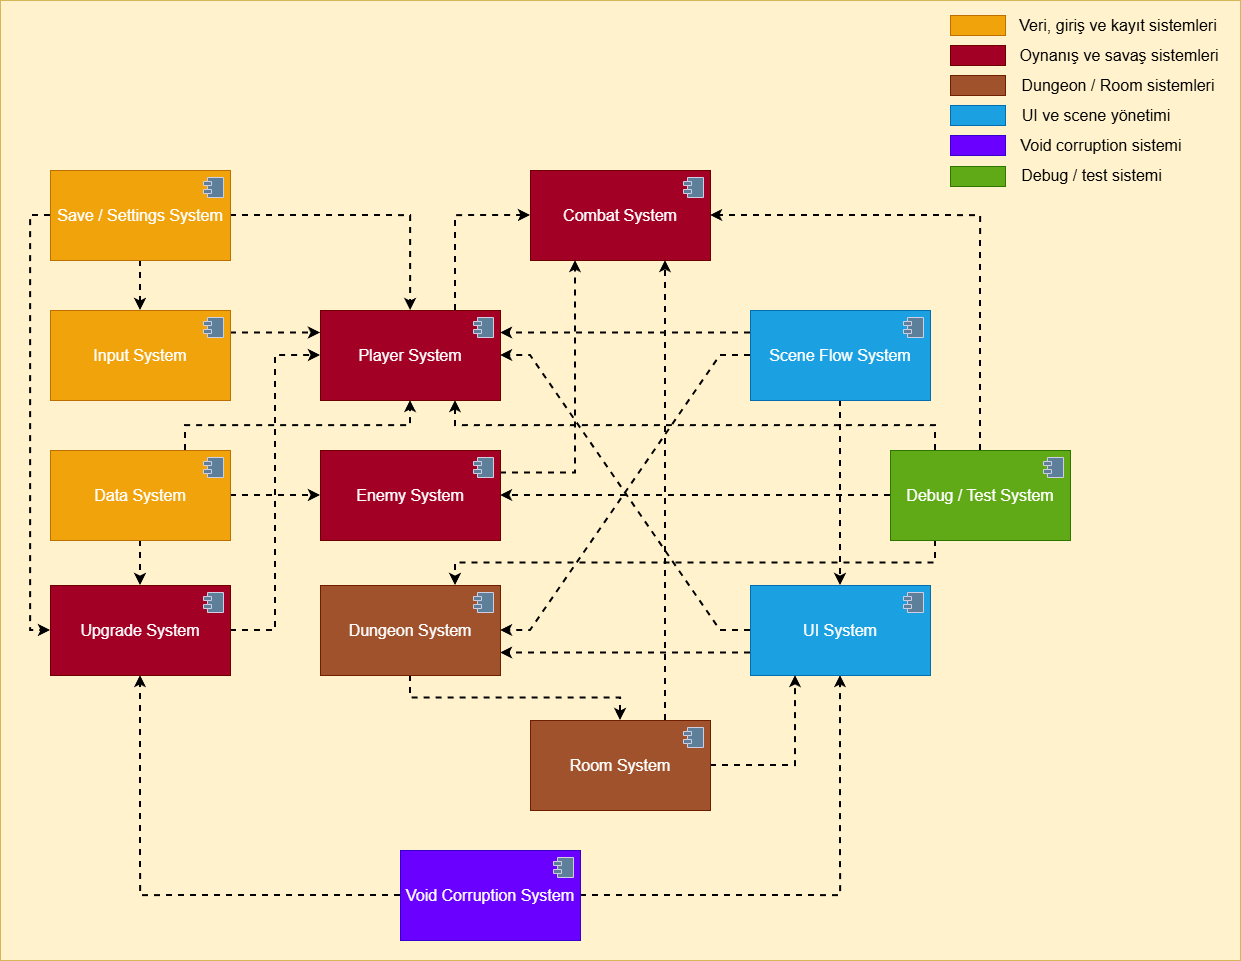 Veri, giriş ve kayıt sistemleri
Oynanış ve savaş sistemleri
Dungeon / Room sistemleri
UI ve scene yönetimi
Void corruption sistemi
Debug / test sistemi
Save / Settings System
Combat System
Input System
Player System
Scene Flow System
Data System
Enemy System
Debug / Test System
Upgrade System
Dungeon System
UI System
Room System
Void Corruption System